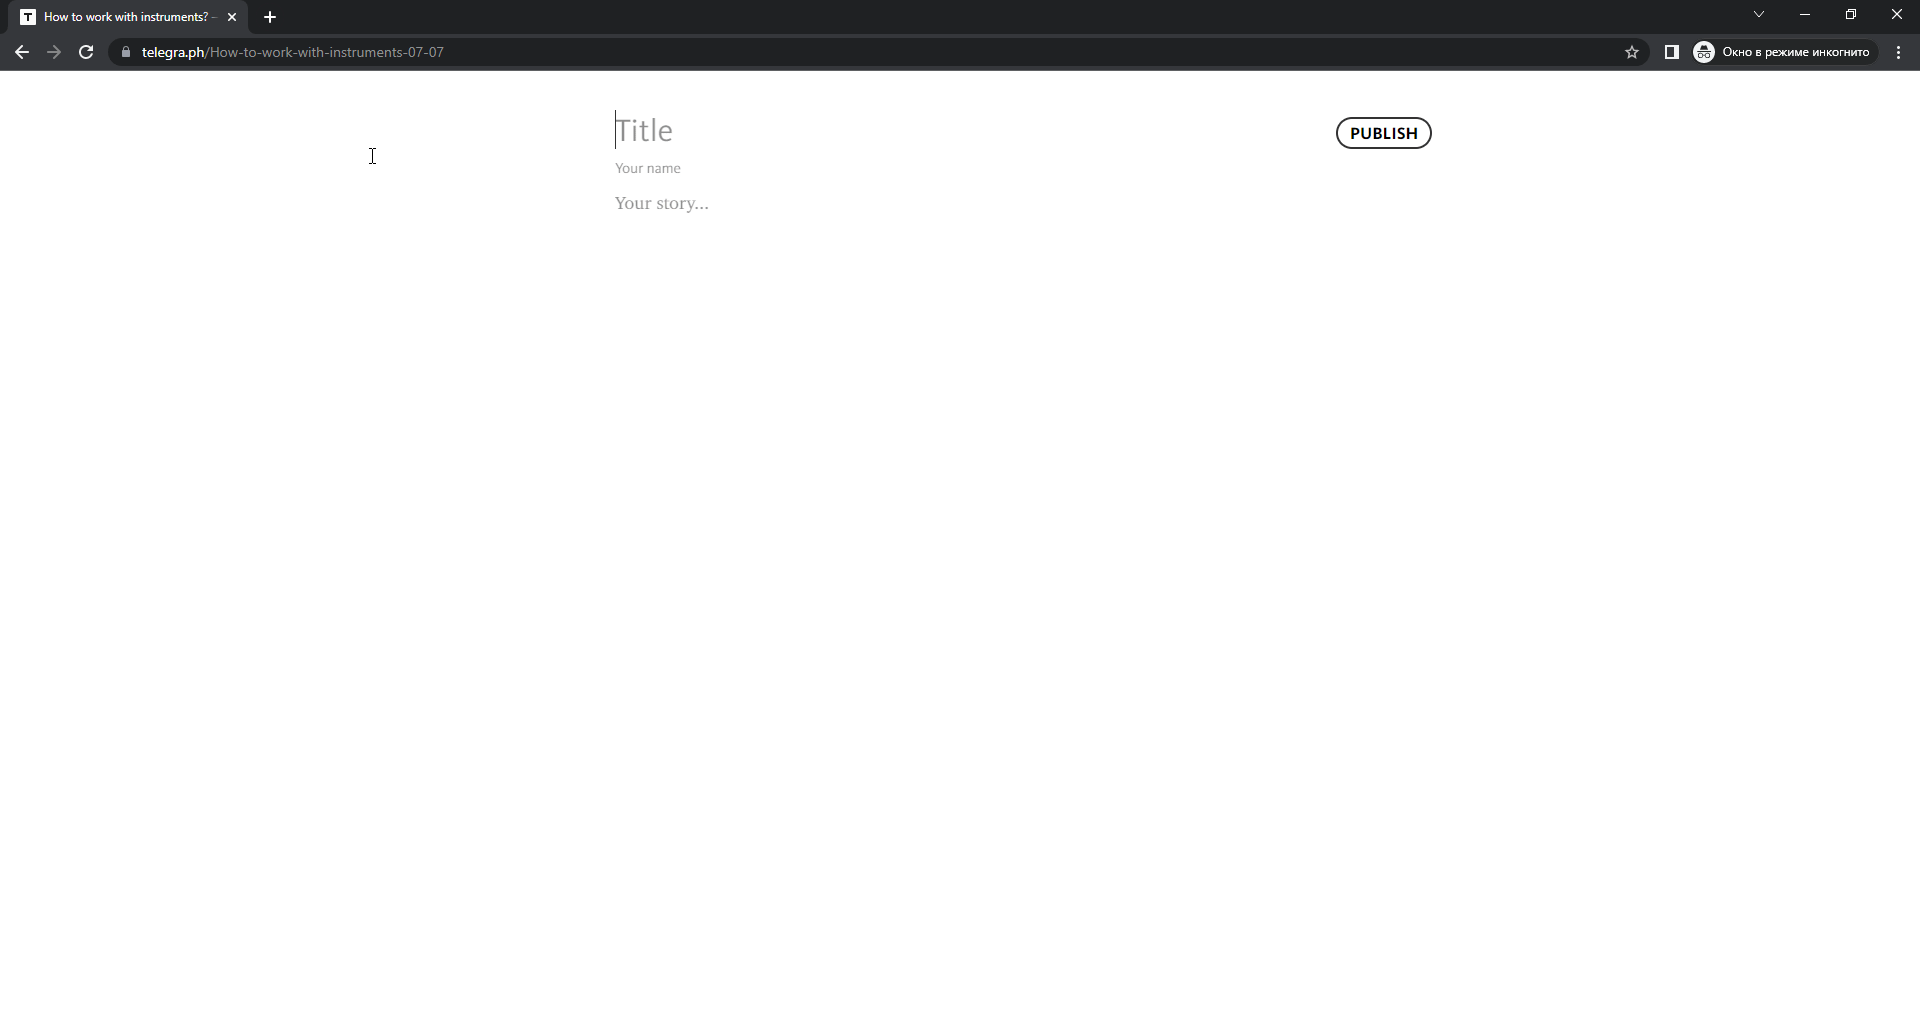 T How to work with instruments? –
telegra.ph/How-to-work-with-instruments-07-07
Окно в режиме инкогнито
Title
PUBLISH
Your name
Your story...